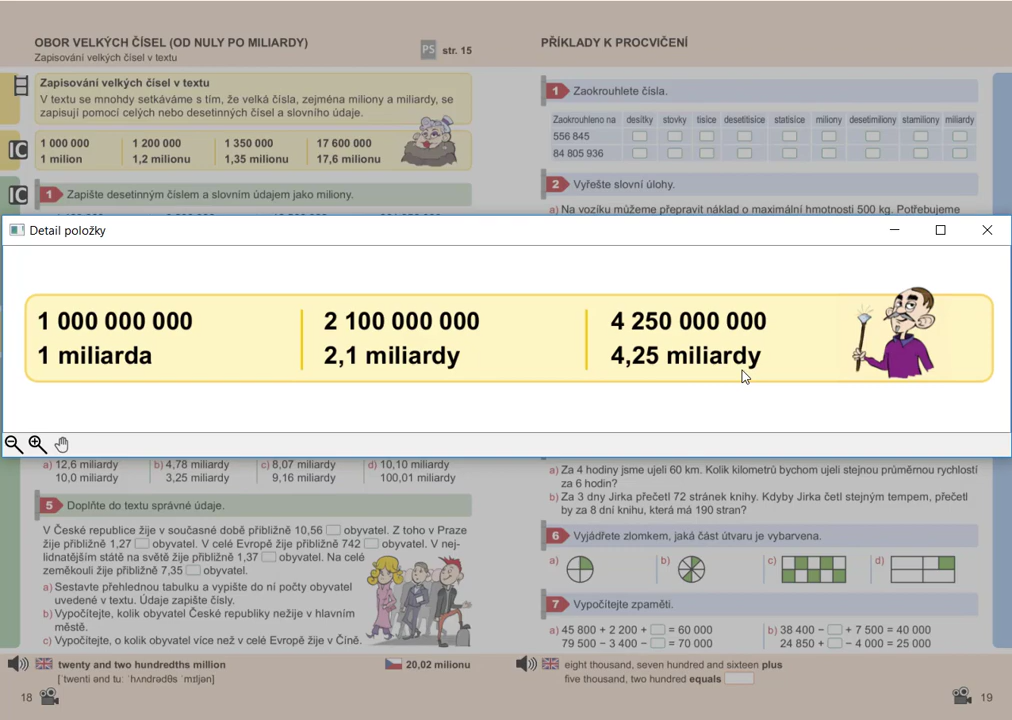 OBOR VELKÝCH ČÍSEL (OD NULY PO MILIARDY)
Zapisování velkých čísel v textu
PS str. 15
Zapisování velkých čísel v textu
V textu se mnohdy setkáváme s tím, že velká čísla, zejména miliony a miliardy, se
zapisují pomocí celých nebo desetinných čísel a slovního údaje.
IC
1 000 000 1 200 000 1 350 000 17 600 000
1 milion 1,2 milionu 1,35 milionu 17,6 milionu
IC
1 Zapište desetinným číslem a slovním údajem jako miliony.
PŘÍKLADY K PROCVIČENÍ
1 Zaokrouhlete čísla.
Zaokrouhleno na desítky stovky tisíce desetitisíce statisíce miliony desetimiliony stamiliony miliardy
556 845
84 805 936
2 Vyřešte slovní úlohy.
a) Na vozíku můžeme přepravit náklad o maximální hmotnosti 500 kg. Potřebujeme
Detail položky
1 000 000 000 2 100 000 000 4 250 000 000
1 miliarda 2,1 miliardy 4,25 miliardy
a) 12,6 miliardy b) 4,78 miliardy c) 8,07 miliardy d) 10,10 miliardy
10,0 miliardy 3,25 miliardy 9,16 miliardy 100,01 miliardy
5 Doplňte do textu správné údaje.
V České republice žije v současné době přibližně 10,56 obyvatel. Z toho v Praze
žije přibližně 1,27 obyvatel. V celé Evropě žije přibližně 742 obyvatel. V nej-
lidnatějším státě na světě žije přibližně 1,37 obyvatel. Na celé
zeměkouli žije přibližně 7,35 obyvatel.
a) Sestavte přehlednou tabulku a vypište do ní počty obyvatel
uvedené v textu. Údaje zapište čísly.
b) Vypočítejte, kolik obyvatel České republiky nežije v hlavním
městě.
c) Vypočítejte, o kolik obyvatel více než v celé Evropě žije v Číně.
twenty and two hundredths million 20,02 milionu
[ˈtwenti ənd tuː ˈhʌndrədθs ˈmɪljən]
18
a) Za 4 hodiny jsme ujeli 60 km. Kolik kilometrů bychom ujeli stejnou průměrnou rychlostí
za 6 hodin?
b) Za 3 dny Jirka přečetl 72 stránek knihy. Kdyby Jirka četl stejným tempem, přečetl
by za 8 dní knihu, která má 190 stran?
6 Vyjádřete zlomkem, jaká část útvaru je vybarvena.
a) b) c) d)
7 Vypočítejte zpaměti.
a) 45 800 + 2 200 + = 60 000 b) 38 400 − + 7 500 = 40 000
79 500 − 3 400 − = 70 000 24 850 + − 4 000 = 25 000
eight thousand, seven hundred and sixteen plus
five thousand, two hundred equals
19